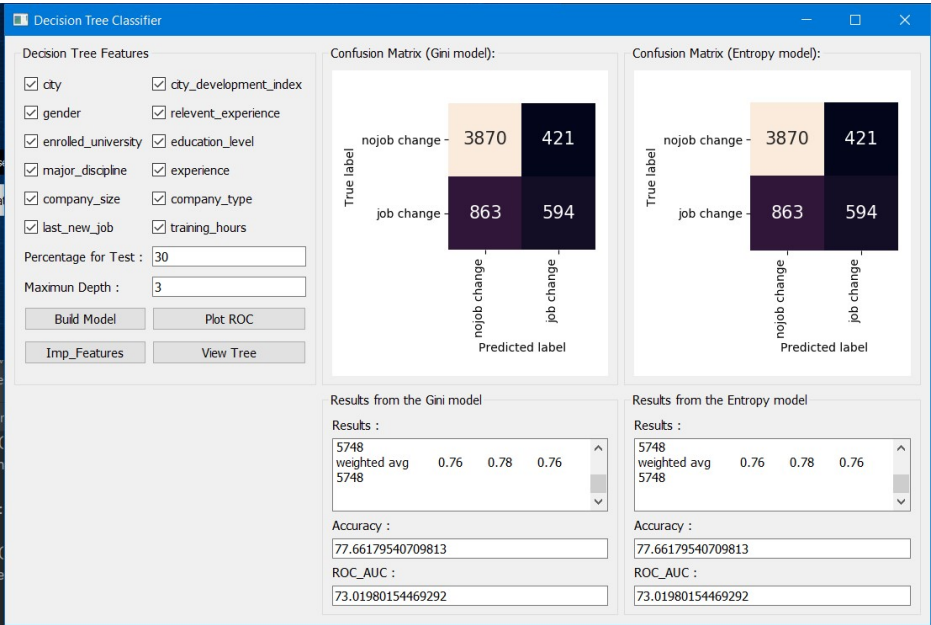 Decision Tree Classifier
Decision Tree Features
city
city_development_index
gender
relevent_experience
enrolled_university
education_level
major_discipline
experience
company_size
company_type
last_new_job
training_hours
Percentage for Test :
30
Maximun Depth :
3
Build Model
Plot ROC
Imp_Features
View Tree
Confusion Matrix (Gini model):
True label
nojob change
3870
421
job change
863
594
nojob change
job change
Predicted label
Confusion Matrix (Entropy model):
True label
nojob change
3870
421
job change
863
594
nojob change
job change
Predicted label
Results from the Gini model
Results :
5748
weighted avg 0.76 0.78 0.76
5748
Accuracy :
77.66179540709813
ROC_AUC :
73.01980154469292
Results from the Entropy model
Results :
5748
weighted avg 0.76 0.78 0.76
5748
Accuracy :
77.66179540709813
ROC_AUC :
73.01980154469292